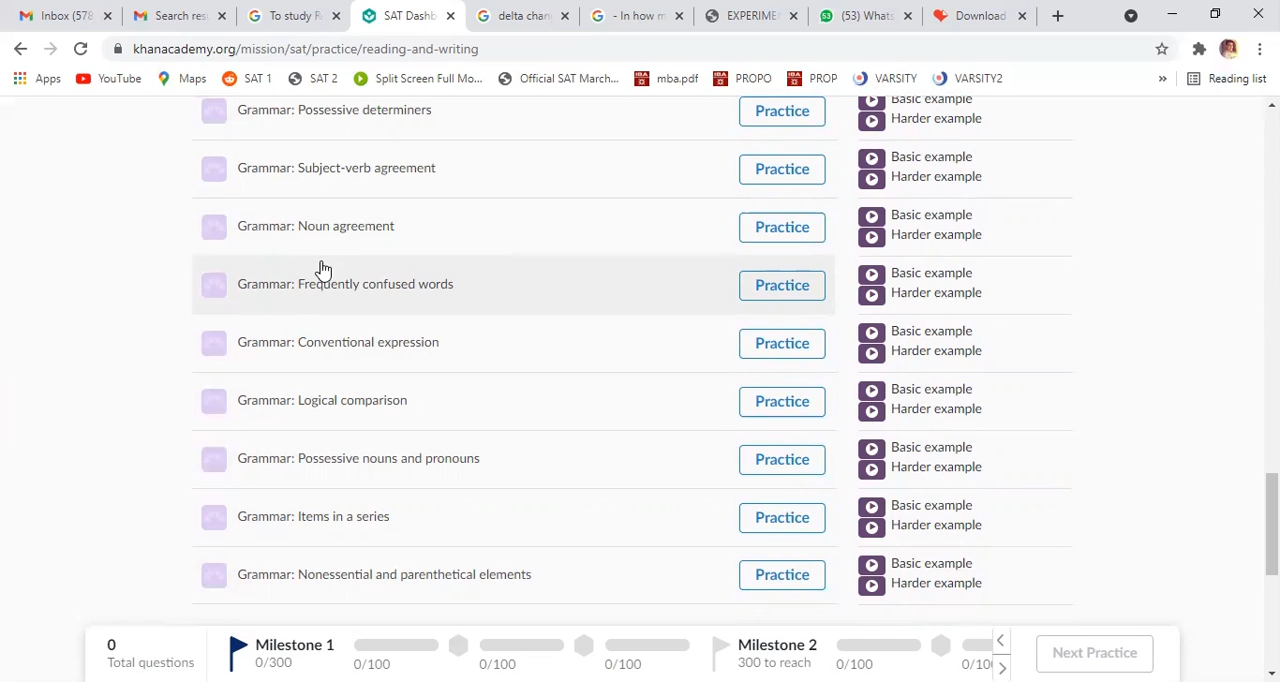 Inbox (578
Search resu
To study R
SAT Dashb
delta chan
- In how m
EXPERIME
(53) Whats
Download
khanacademy.org/mission/sat/practice/reading-and-writing
Apps
YouTube
Maps
SAT 1
SAT 2
Split Screen Full Mo...
Official SAT March...
mba.pdf
PROPO
PROP
VARSITY
VARSITY2
»
Reading list
Grammar: Possessive determiners
Practice
Basic example
Harder example
Grammar: Subject-verb agreement
Practice
Basic example
Harder example
Grammar: Noun agreement
Practice
Basic example
Harder example
Grammar: Frequently confused words
Practice
Basic example
Harder example
Grammar: Conventional expression
Practice
Basic example
Harder example
Grammar: Logical comparison
Practice
Basic example
Harder example
Grammar: Possessive nouns and pronouns
Practice
Basic example
Harder example
Grammar: Items in a series
Practice
Basic example
Harder example
Grammar: Nonessential and parenthetical elements
Practice
Basic example
Harder example
0
Total questions
Milestone 1
0/300
0/100
0/100
0/100
Milestone 2
300 to reach
0/100
0/100
Next Practice